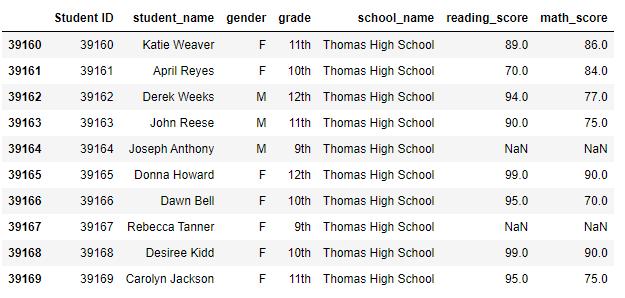 Student ID student_name gender grade school_name reading_score math_score
39160 39160 Katie Weaver F 11th Thomas High School 89.0 86.0
39161 39161 April Reyes F 10th Thomas High School 70.0 84.0
39162 39162 Derek Weeks M 12th Thomas High School 94.0 77.0
39163 39163 John Reese M 11th Thomas High School 90.0 75.0
39164 39164 Joseph Anthony M 9th Thomas High School NaN NaN
39165 39165 Donna Howard F 12th Thomas High School 99.0 90.0
39166 39166 Dawn Bell F 10th Thomas High School 95.0 70.0
39167 39167 Rebecca Tanner F 9th Thomas High School NaN NaN
39168 39168 Desiree Kidd F 10th Thomas High School 99.0 90.0
39169 39169 Carolyn Jackson F 11th Thomas High School 95.0 75.0